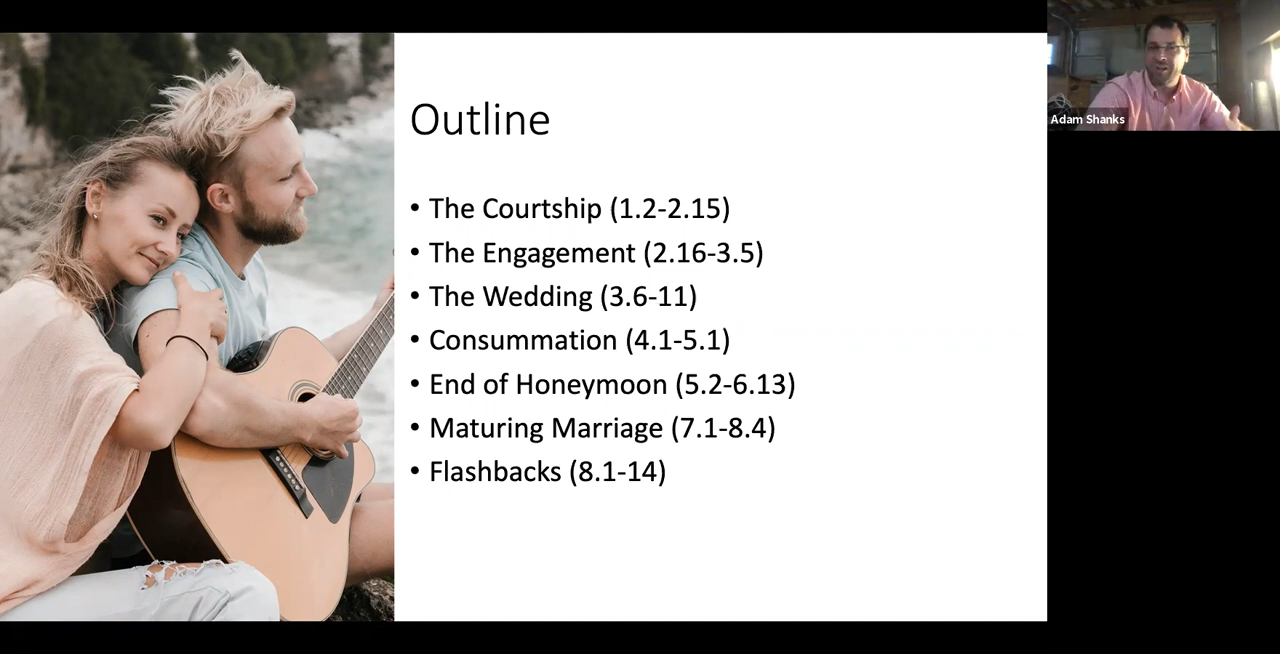 Outline
• The Courtship (1.2-2.15)
• The Engagement (2.16-3.5)
• The Wedding (3.6-11)
• Consummation (4.1-5.1)
• End of Honeymoon (5.2-6.13)
• Maturing Marriage (7.1-8.4)
• Flashbacks (8.1-14)
Adam Shanks